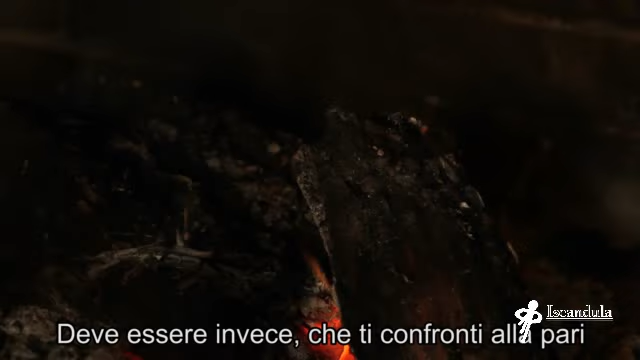 Iscandula
Deve essere invece, che ti confronti alla pari